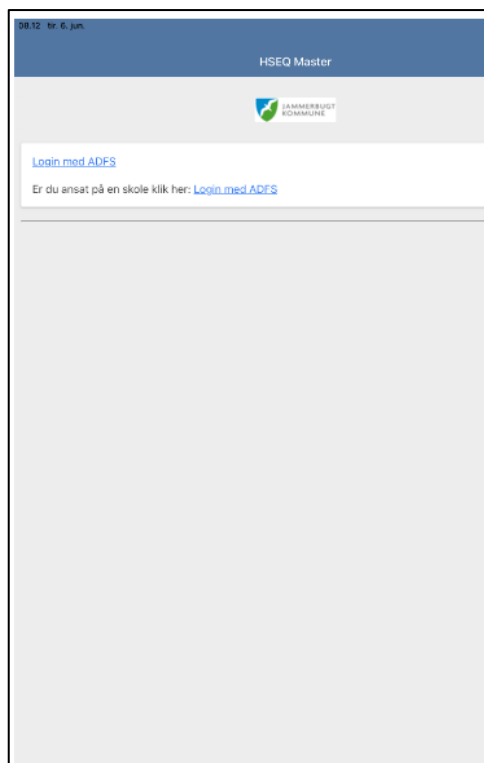 08.12 tir. 6. jun.
HSEQ Master
JAMMERBUGT
KOMMUNE
Login med ADFS
Er du ansat på en skole klik her: Login med ADFS